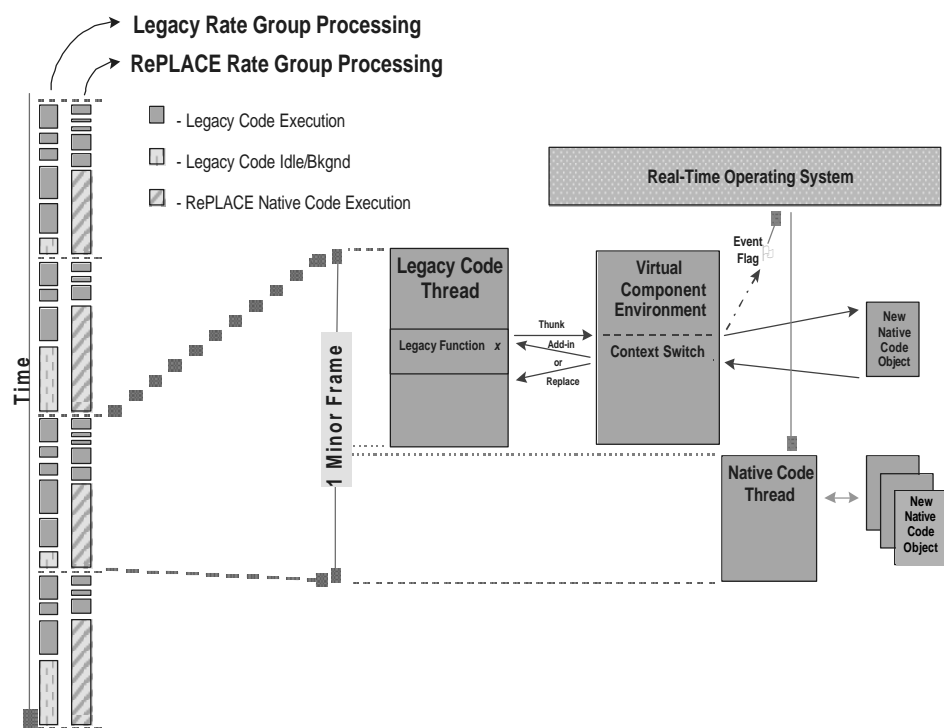 Legacy Rate Group Processing
RePLACE Rate Group Processing
- Legacy Code Execution
- Legacy Code Idle/Bkgnd
- RePLACE Native Code Execution
Time
1 Minor Frame
Real-Time Operating System
Event
Flag
Legacy Code
Thread
Legacy Function x
Thunk
Add-in
or
Replace
Virtual
Component
Environment
Context Switch
New
Native
Code
Object
Native Code
Thread
New
Native
Code
Object